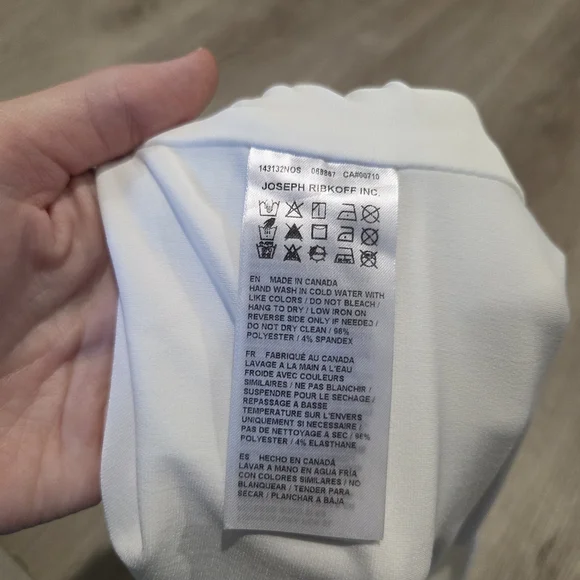 143132NOS 068867 CA#00710
JOSEPH RIBKOFF INC.
EN MADE IN CANADA
HAND WASH IN COLD WATER WITH
LIKE COLORS / DO NOT BLEACH /
HANG TO DRY / LOW IRON ON
REVERSE SIDE ONLY IF NEEDED /
DO NOT DRY CLEAN / 96%
POLYESTER / 4% SPANDEX
FR FABRIQUÉ AU CANADA
LAVAGE A LA MAIN A L'EAU
FROIDE AVEC COULEURS
SIMILAIRES / NE PAS BLANCHIR /
SUSPENDRE POUR LE SECHAGE /
REPASSAGE A BASSE
TEMPERATURE SUR L'ENVERS
UNIQUEMENT SI NECESSAIRE /
PAS DE NETTOYAGE A SEC / 96%
POLYESTER / 4% ELASTHANE
ES HECHO EN CANADÁ
LAVAR A MANO EN AGUA FRÍA
CON COLORES SIMILARES / NO
BLANQUEAR / TENDER PARA
SECAR / PLANCHAR A BAJA